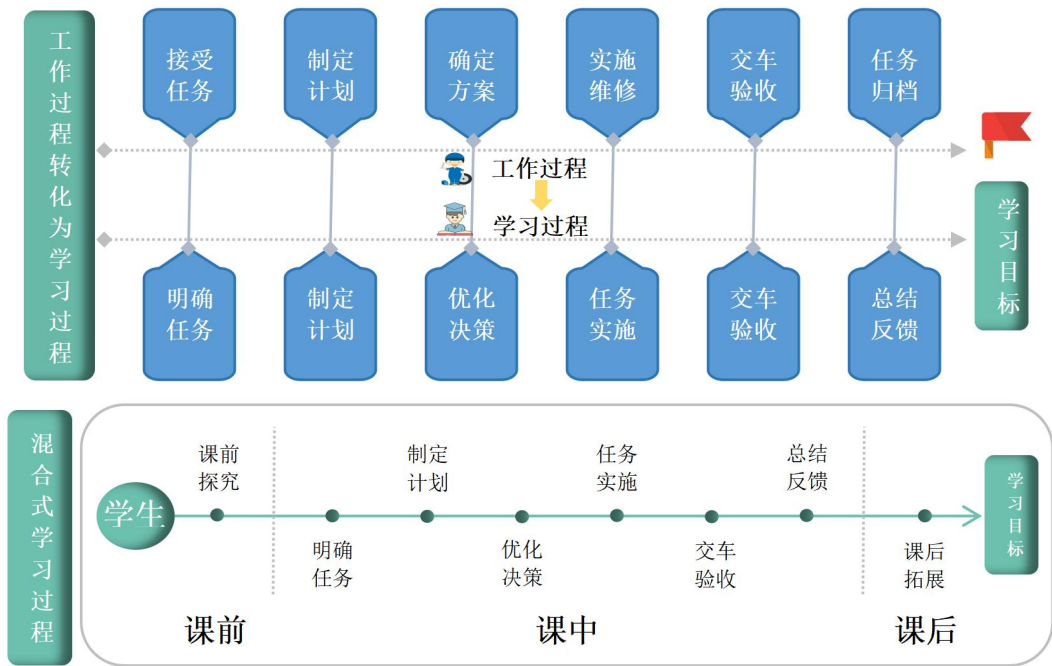 工作过程转化为学习过程
接受
任务
制定
计划
确定
方案
实施
维修
交车
验收
任务
归档
工作过程
学习过程
明确
任务
制定
计划
优化
决策
任务
实施
交车
验收
总结
反馈
学习目标
混合式学习过程
学生
课前
探究
明确
任务
制定
计划
优化
决策
任务
实施
交车
验收
总结
反馈
课后
拓展
学习目标
课前
课中
课后